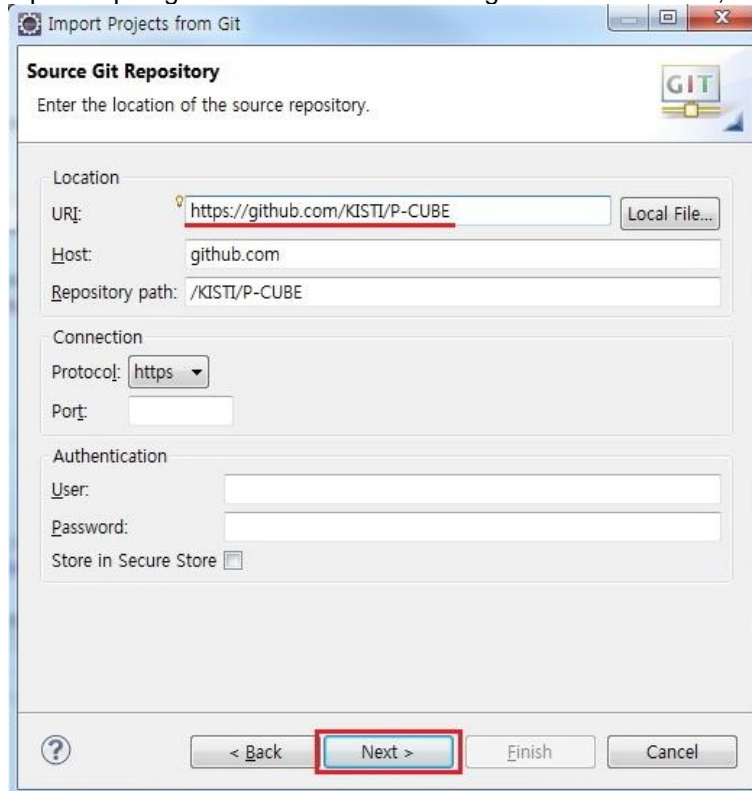 Import Projects from Git
Source Git Repository
Enter the location of the source repository.
GIT
Location
URI: https://github.com/KISTI/P-CUBE Local File...
Host: github.com
Repository path: /KISTI/P-CUBE
Connection
Protocol: https
Port:
Authentication
User:
Password:
Store in Secure Store
? < Back Next > Finish Cancel